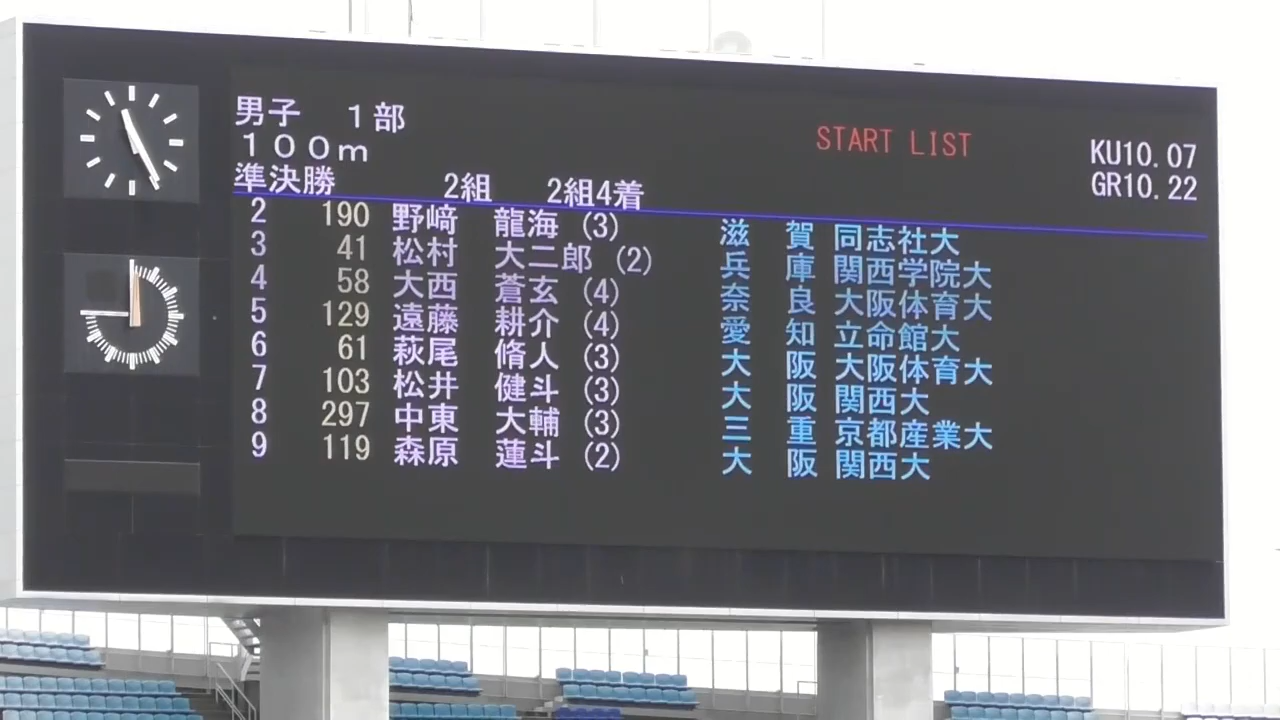 男子 １部
１００ｍ START LIST KU10.07
準決勝 2組 2組4着 GR10.22
2 190 野﨑 龍海 (3) 滋賀 同志社大
3 41 松村 大二郎 (2) 兵庫 関西学院大
4 58 大西 蒼玄 (4) 奈良 大阪体育大
5 129 遠藤 耕介 (4) 愛知 立命館大
6 61 萩尾 脩人 (3) 大阪 大阪体育大
7 103 松井 健斗 (3) 大阪 関西大
8 297 中東 大輔 (3) 三重 京都産業大
9 119 森原 蓮斗 (2) 大阪 関西大